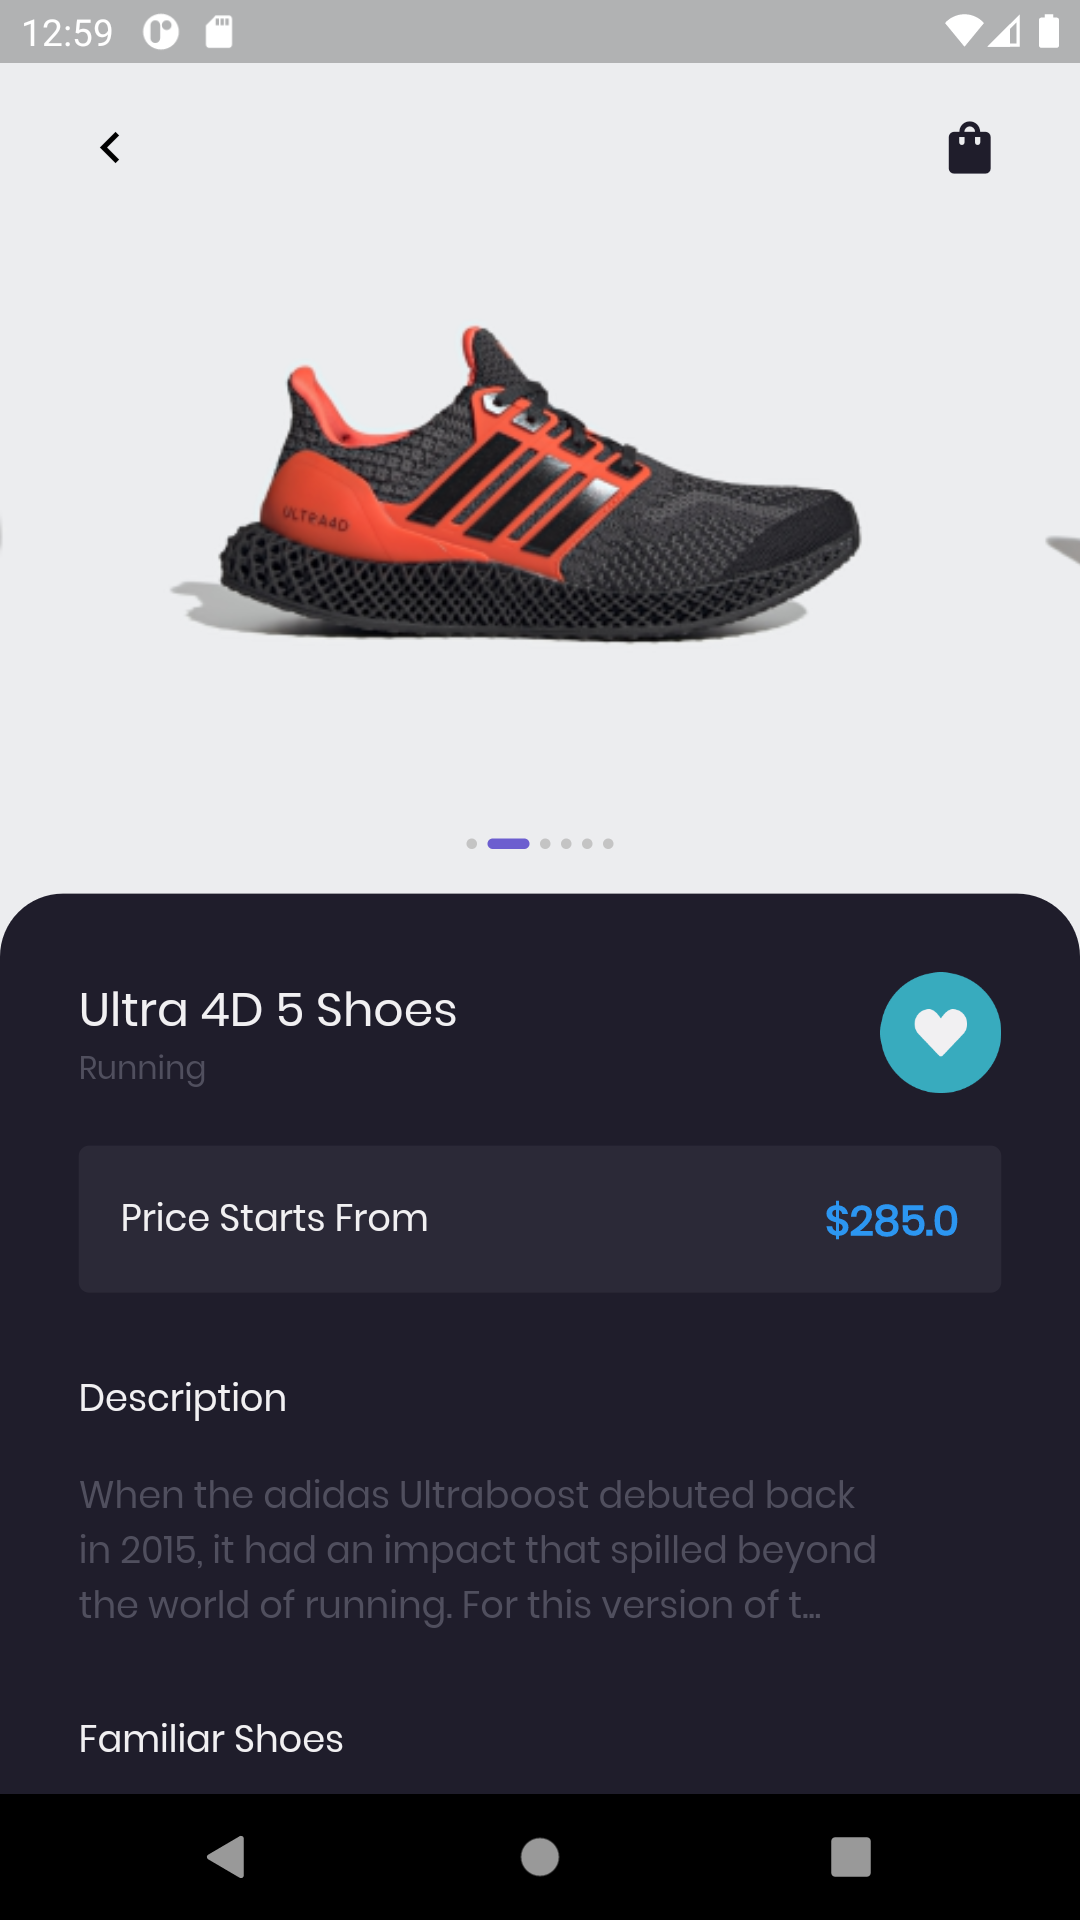 12:59
ULTRA4D
Ultra 4D 5 Shoes
Running
Price Starts From
$285.0
Description
When the adidas Ultraboost debuted back
in 2015, it had an impact that spilled beyond
the world of running. For this version of t...
Familiar Shoes